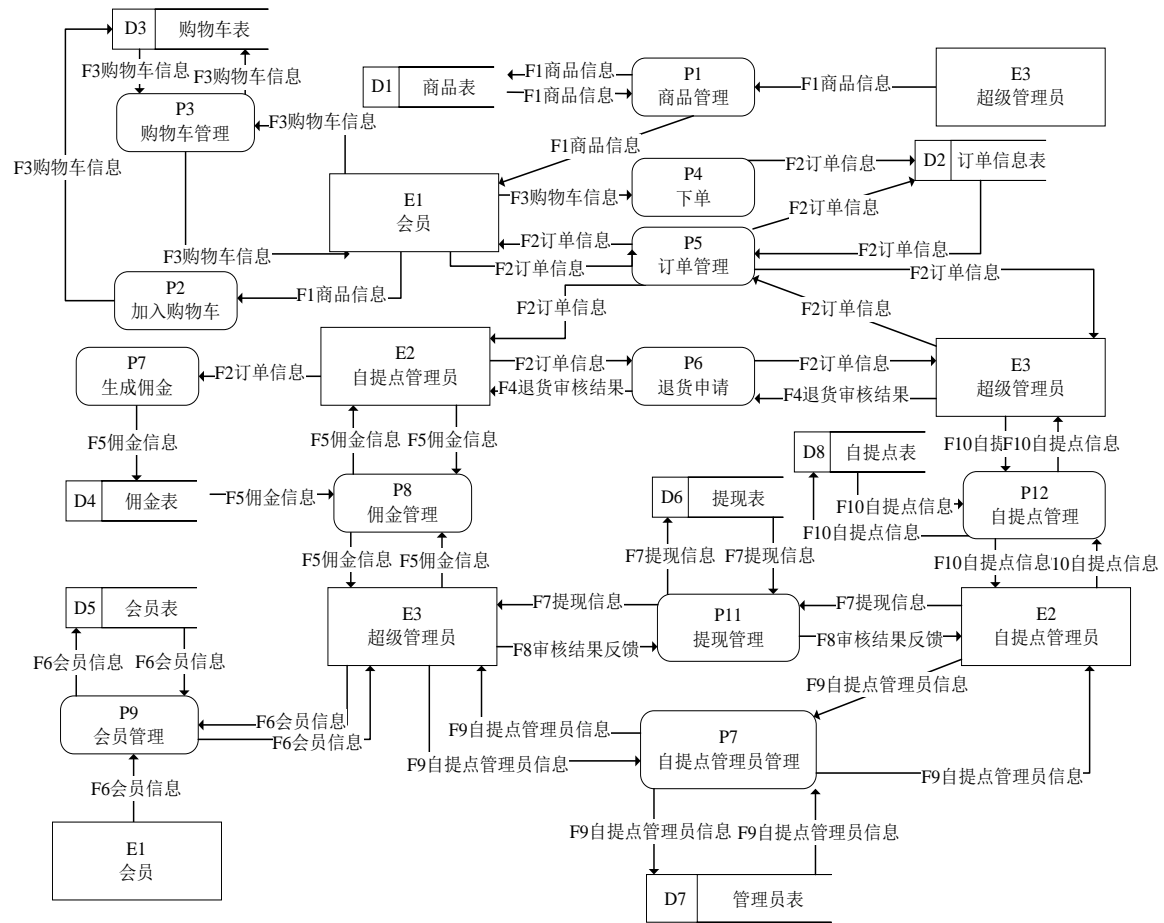 D3 购物车表
F3购物车信息
F3购物车信息
P3
购物车管理
F3购物车信息
F3购物车信息
F3购物车信息
D1 商品表
F1商品信息
F1商品信息
P1
商品管理
F1商品信息
E3
超级管理员
F1商品信息
E1
会员
F3购物车信息
P4
下单
F2订单信息
D2 订单信息表
F2订单信息
F2订单信息
F2订单信息
P5
订单管理
F2订单信息
F2订单信息
P2
加入购物车
F1商品信息
F2订单信息
F2订单信息
P7
生成佣金
F2订单信息
E2
自提点管理员
F2订单信息
F4退货审核结果
P6
退货申请
F2订单信息
F4退货审核结果
E3
超级管理员
F5佣金信息
F5佣金信息
F5佣金信息
F10自提
F10自提点信息
D8 自提点表
F10自提点信息
F10自提点信息
P12
自提点管理
D4 佣金表
F5佣金信息
P8
佣金管理
D6 提现表
F5佣金信息
F5佣金信息
F7提现信息
F7提现信息
F10自提点信息
10自提点信息
D5 会员表
E3
超级管理员
F7提现信息
F8审核结果反馈
P11
提现管理
F7提现信息
F8审核结果反馈
E2
自提点管理员
F6会员信息
F6会员信息
P9
会员管理
F6会员信息
F6会员信息
F9自提点管理员信息
F9自提点管理员信息
F9自提点管理员信息
P7
自提点管理员管理
F9自提点管理员信息
F6会员信息
E1
会员
F9自提点管理员信息
F9自提点管理员信息
D7 管理员表